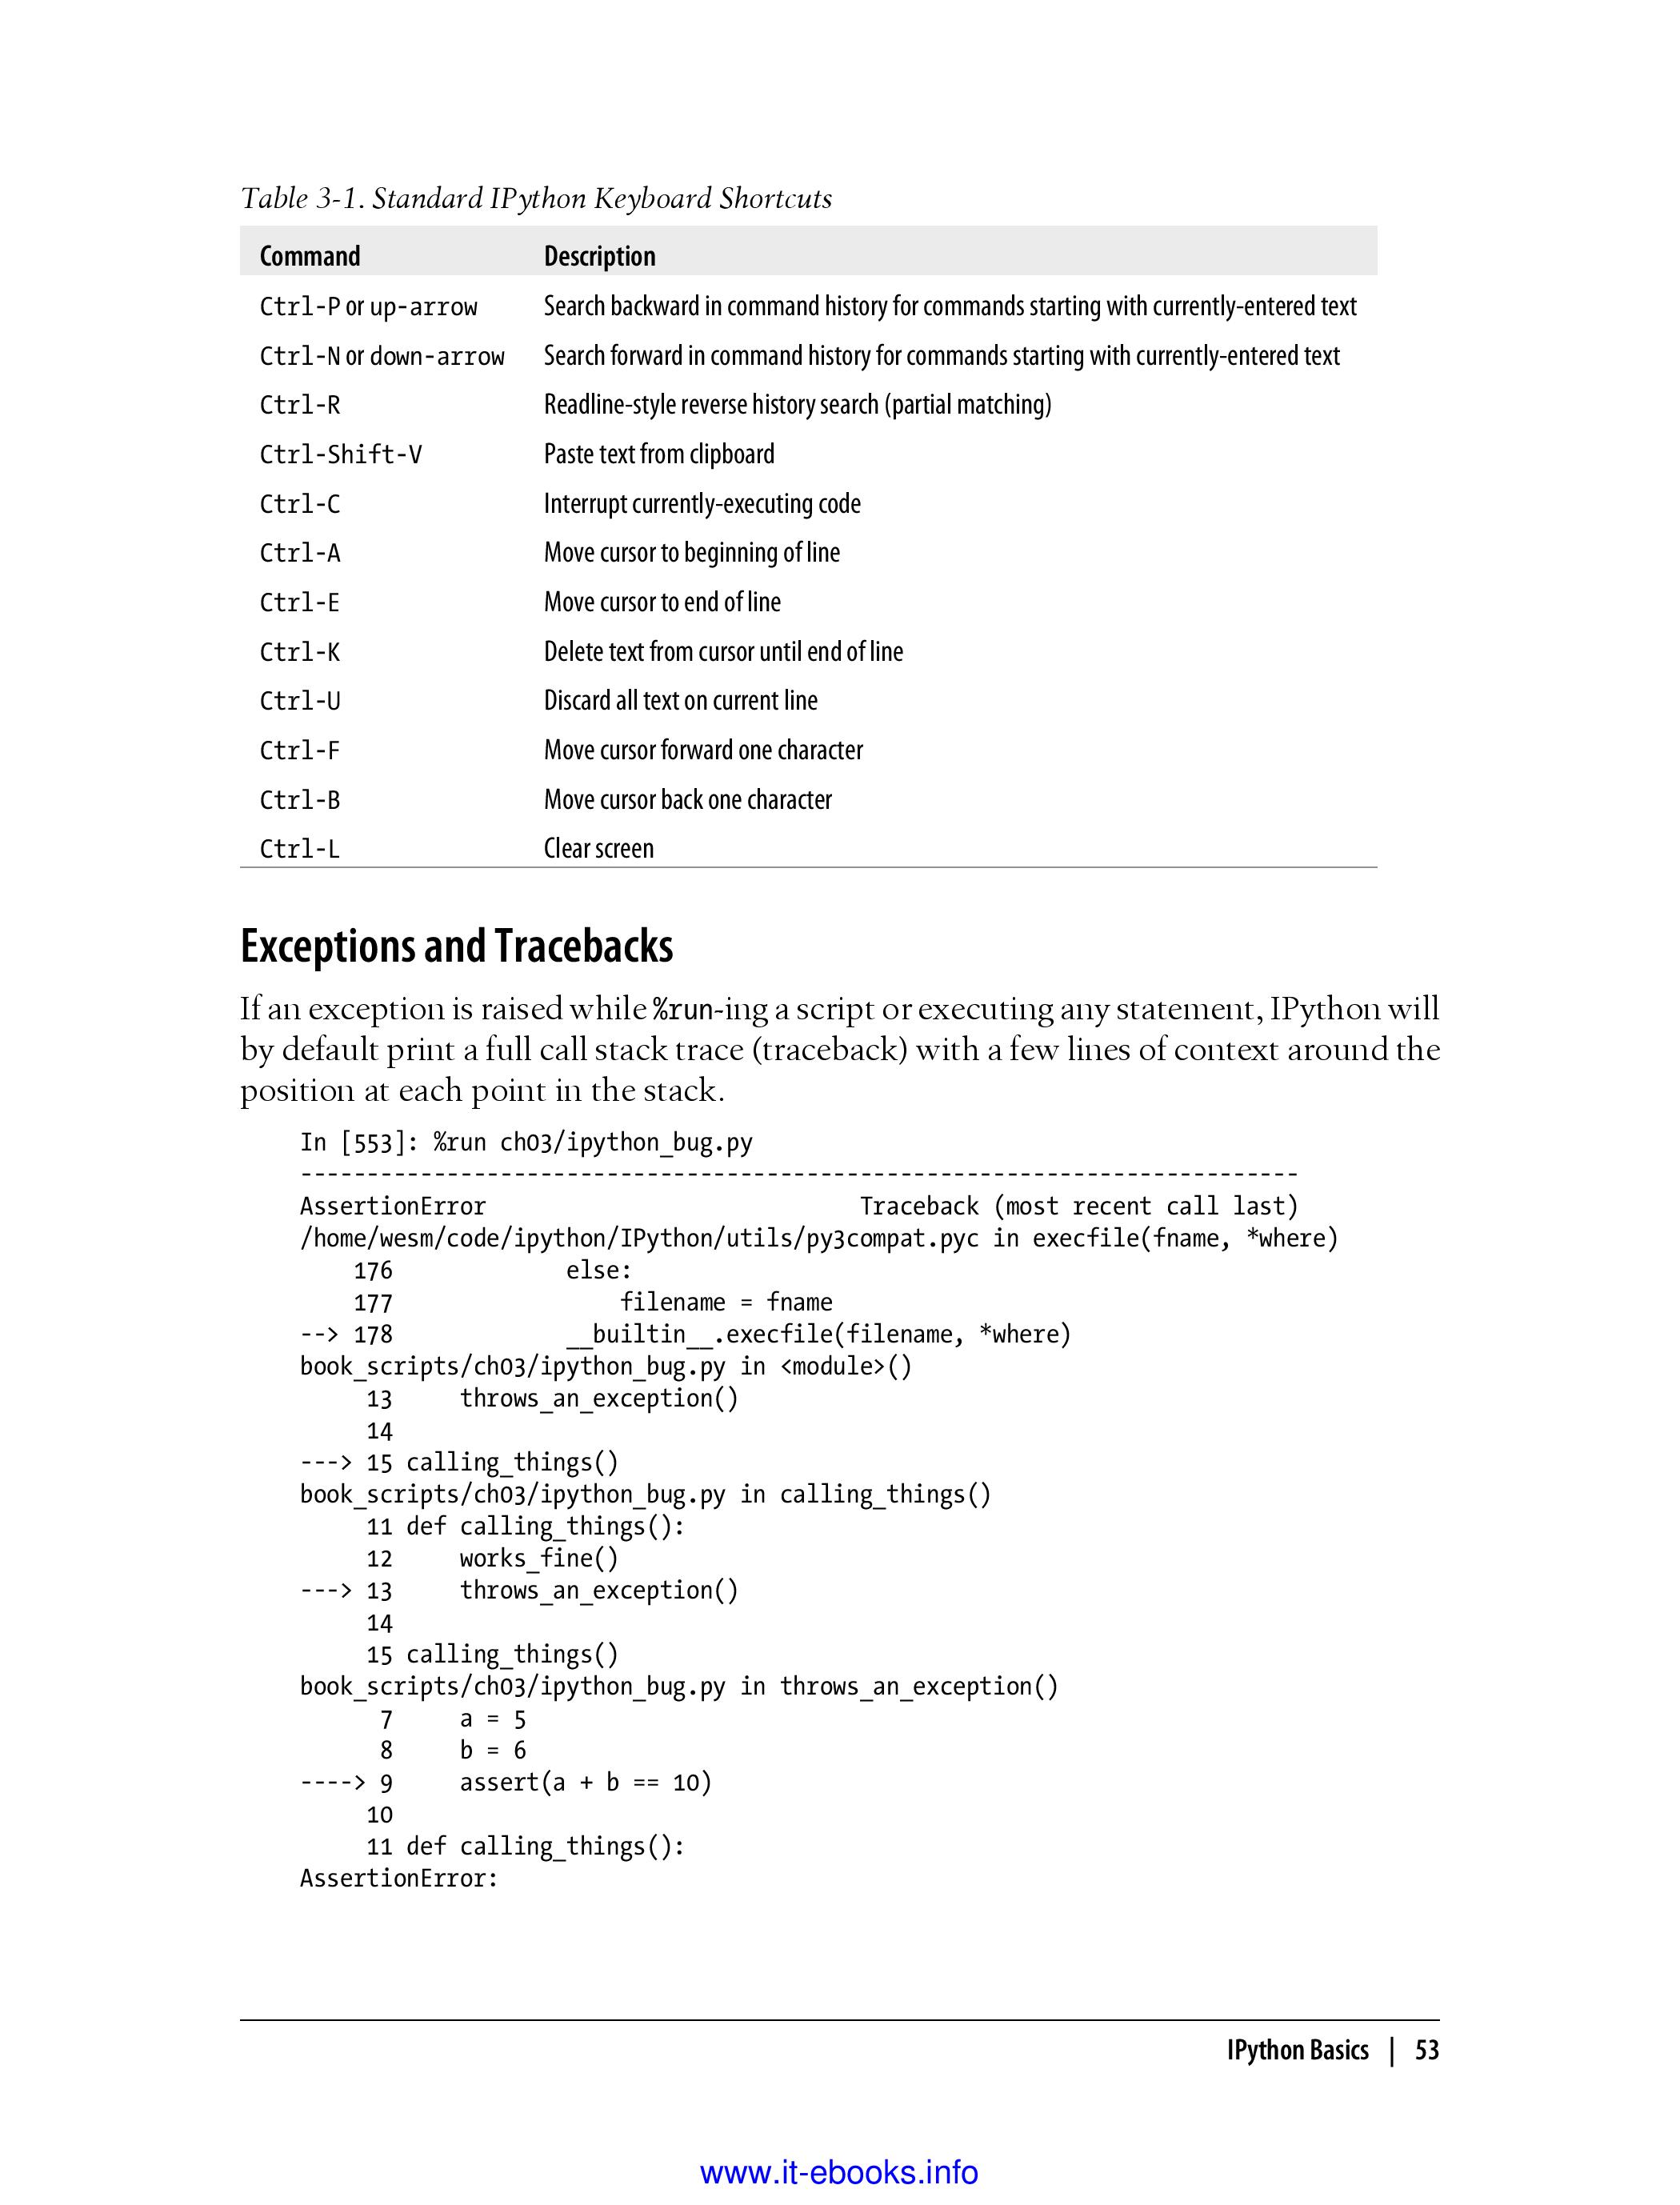 Table 3-1. Standard IPython Keyboard Shortcuts
Command Description
Ctrl-P or up-arrow Search backward in command history for commands starting with currently-entered text
Ctrl-N or down-arrow Search forward in command history for commands starting with currently-entered text
Ctrl-R Readline-style reverse history search (partial matching)
Ctrl-Shift-V Paste text from clipboard
Ctrl-C Interrupt currently-executing code
Ctrl-A Move cursor to beginning of line
Ctrl-E Move cursor to end of line
Ctrl-K Delete text from cursor until end of line
Ctrl-U Discard all text on current line
Ctrl-F Move cursor forward one character
Ctrl-B Move cursor back one character
Ctrl-L Clear screen
Exceptions and Tracebacks
If an exception is raised while %run-ing a script or executing any statement, IPython will
by default print a full call stack trace (traceback) with a few lines of context around the
position at each point in the stack.
In [553]: %run ch03/ipython_bug.py
---------------------------------------------------------------------------
AssertionError                            Traceback (most recent call last)
/home/wesm/code/ipython/IPython/utils/py3compat.pyc in execfile(fname, *where)
    176             else:
    177                 filename = fname
--> 178             __builtin__.execfile(filename, *where)
book_scripts/ch03/ipython_bug.py in <module>()
     13     throws_an_exception()
     14
---> 15 calling_things()
book_scripts/ch03/ipython_bug.py in calling_things()
     11 def calling_things():
     12     works_fine()
---> 13     throws_an_exception()
     14
     15 calling_things()
book_scripts/ch03/ipython_bug.py in throws_an_exception()
      7     a = 5
      8     b = 6
----> 9     assert(a + b == 10)
     10
     11 def calling_things():
AssertionError:
IPython Basics | 53
www.it-ebooks.info